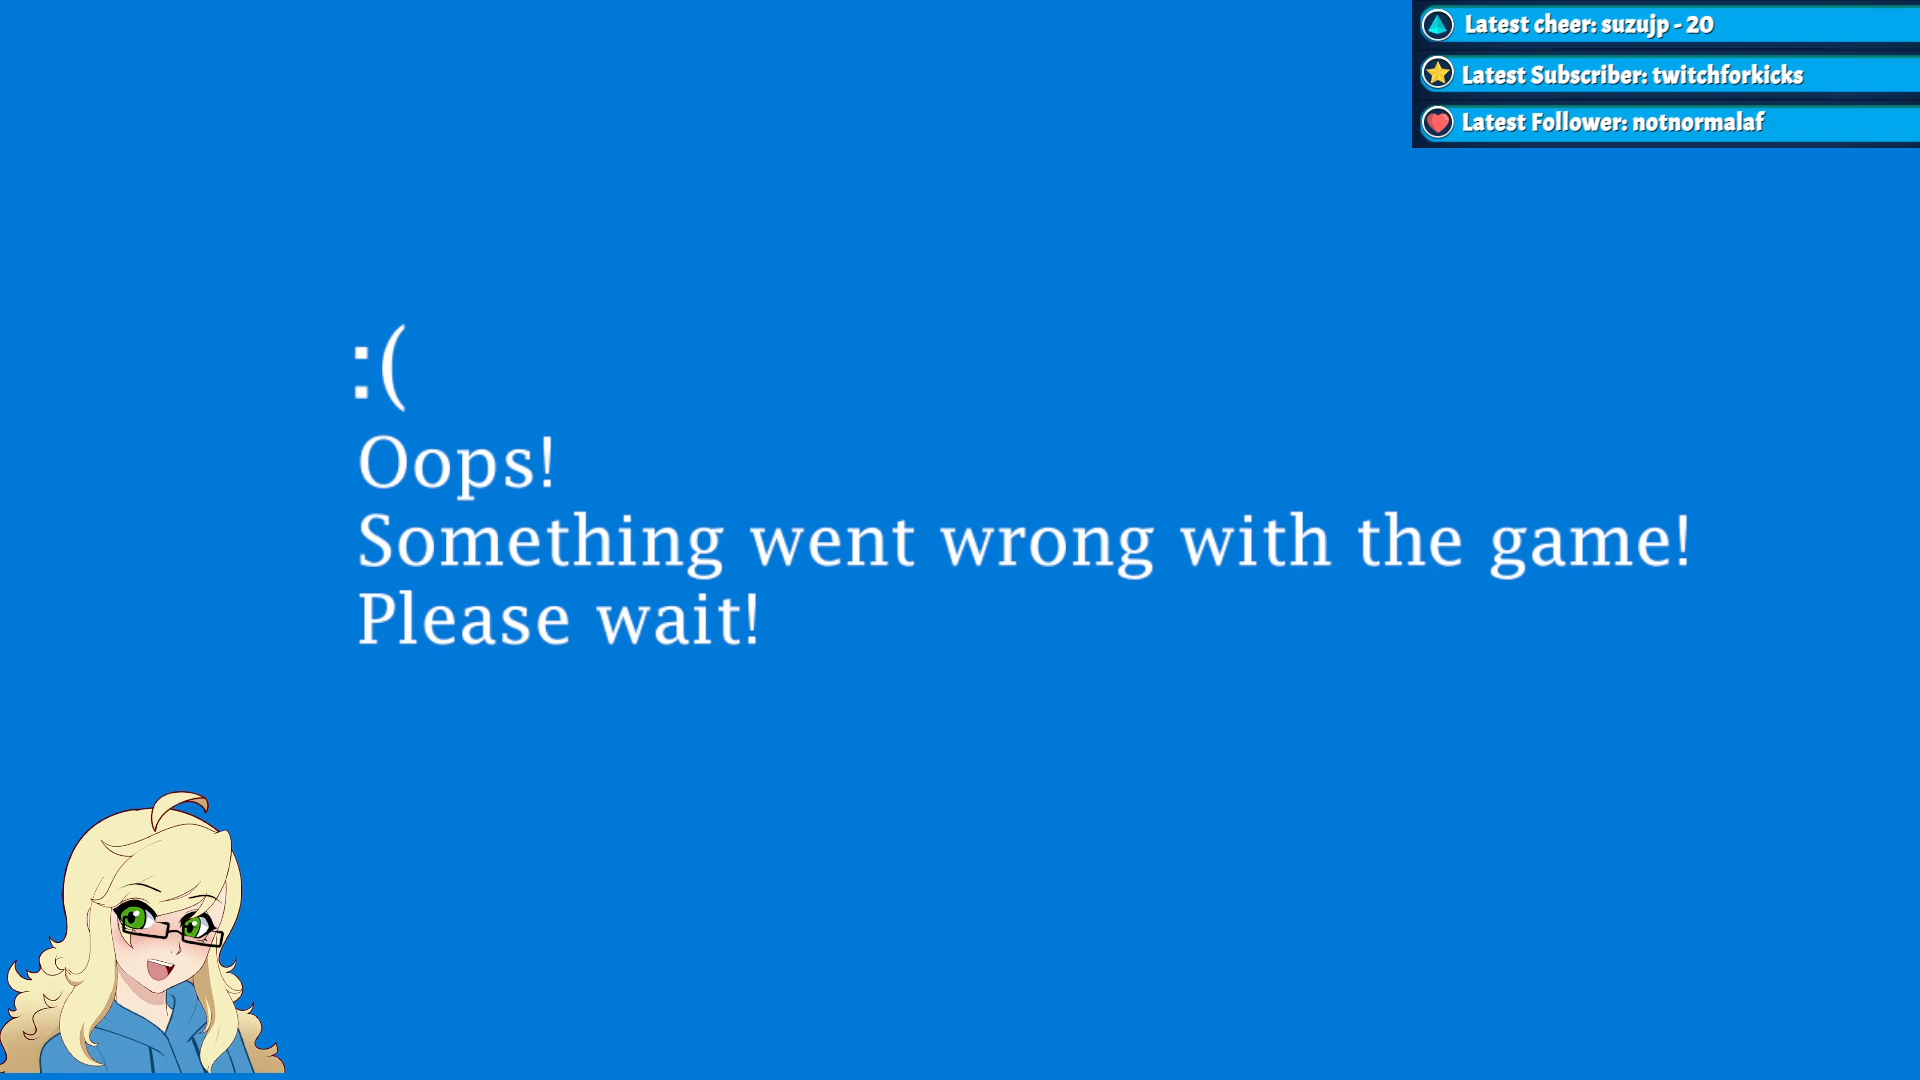 Latest cheer: suzujp - 20
Latest Subscriber: twitchforkicks
Latest Follower: notnormalaf
:(
Oops!
Something went wrong with the game!
Please wait!